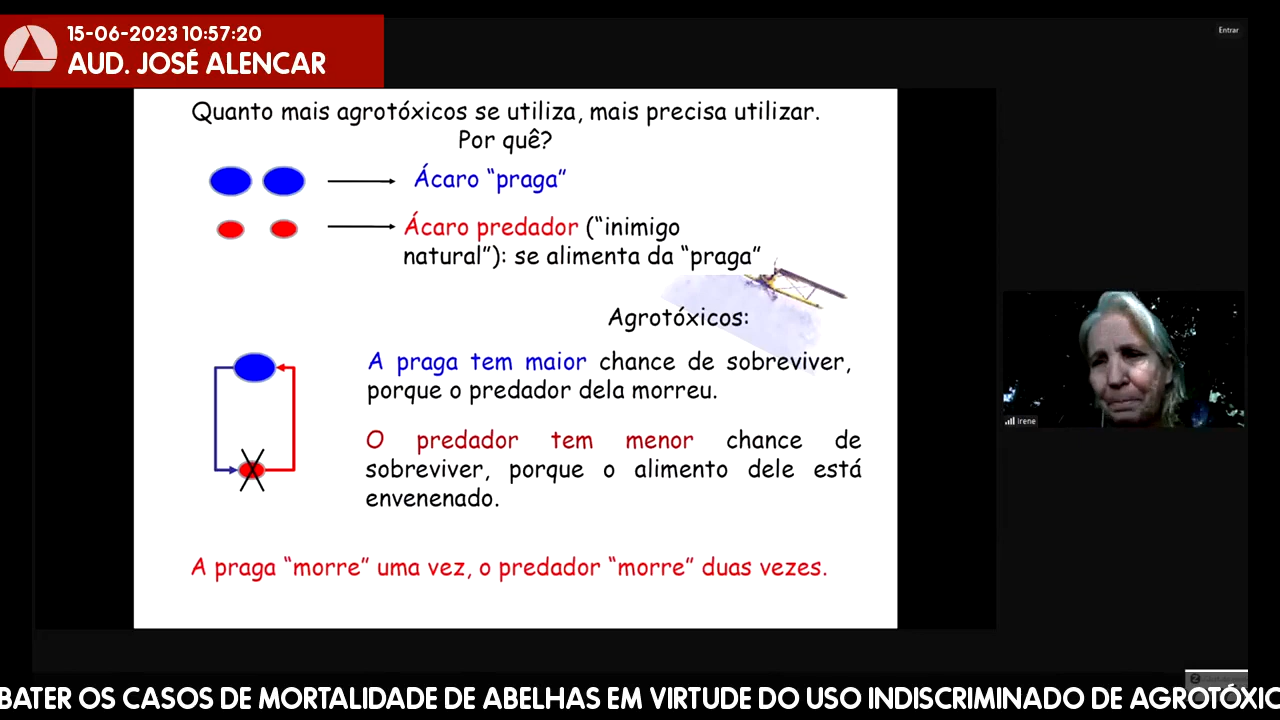 15-06-2023 10:57:20
AUD. JOSÉ ALENCAR
Entrar
Quanto mais agrotóxicos se utiliza, mais precisa utilizar.
Por quê?
Ácaro “praga”
Ácaro predador (“inimigo
natural”): se alimenta da “praga”
Agrotóxicos:
A praga tem maior chance de sobreviver,
porque o predador dela morreu.
O predador tem menor chance de
sobreviver, porque o alimento dele está
envenenado.
A praga “morre” uma vez, o predador “morre” duas vezes.
Irene
BATER OS CASOS DE MORTALIDADE DE ABELHAS EM VIRTUDE DO USO INDISCRIMINADO DE AGROTÓXIC